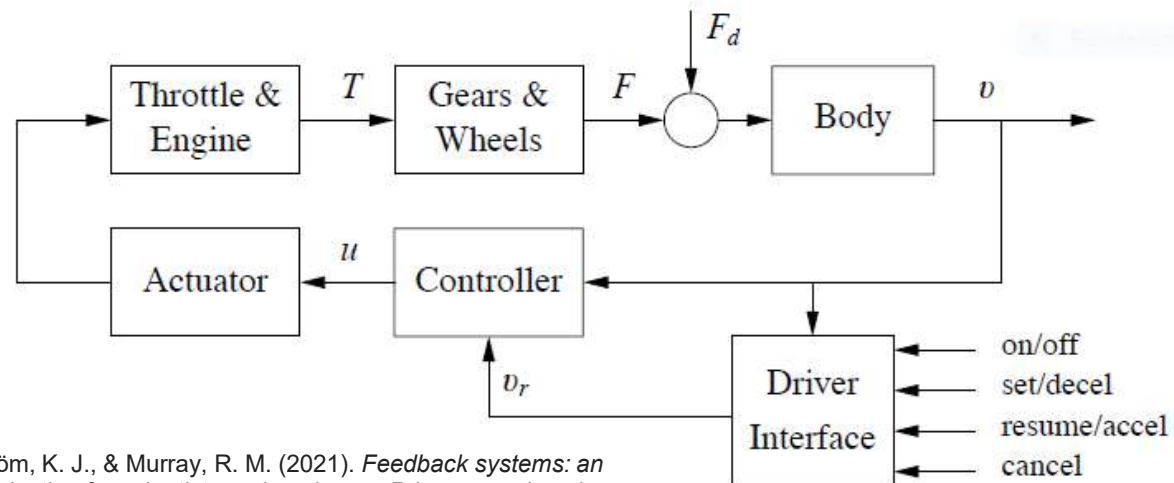 Throttle &
Engine
T
Gears &
Wheels
F
F_d
Body
v
Actuator
u
Controller
v_r
Driver
Interface
on/off
set/decel
resume/accel
cancel
öm, K. J., & Murray, R. M. (2021). Feedback systems: an